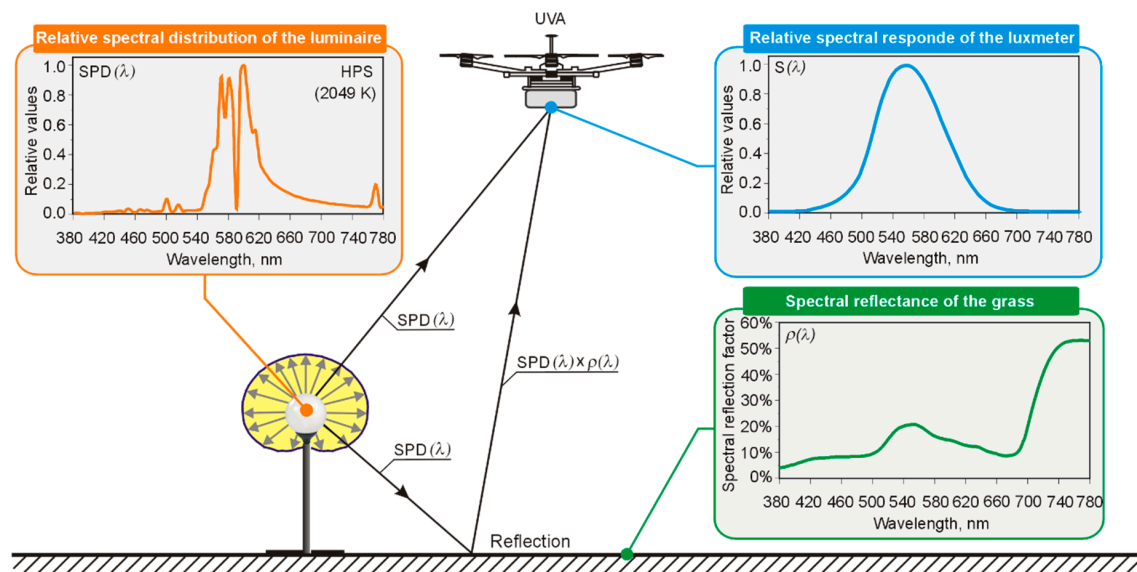 UVA
Relative spectral distribution of the luminaire
SPD(λ)
HPS
(2049 K)
Relative values
1.0
0.8
0.6
0.4
0.2
0.0
380 420 460 500 540 580 620 660 700 740 780
Wavelength, nm
Relative spectral responde of the luxmeter
S(λ)
Relative values
1.0
0.8
0.6
0.4
0.2
0.0
380 420 460 500 540 580 620 660 700 740 780
Wavelength, nm
SPD(λ)
SPD(λ)×ρ(λ)
SPD(λ)
Reflection
Spectral reflectance of the grass
ρ(λ)
Spectral reflection factor
60%
50%
40%
30%
20%
10%
0%
380 420 460 500 540 580 620 660 700 740 780
Wavelength, nm